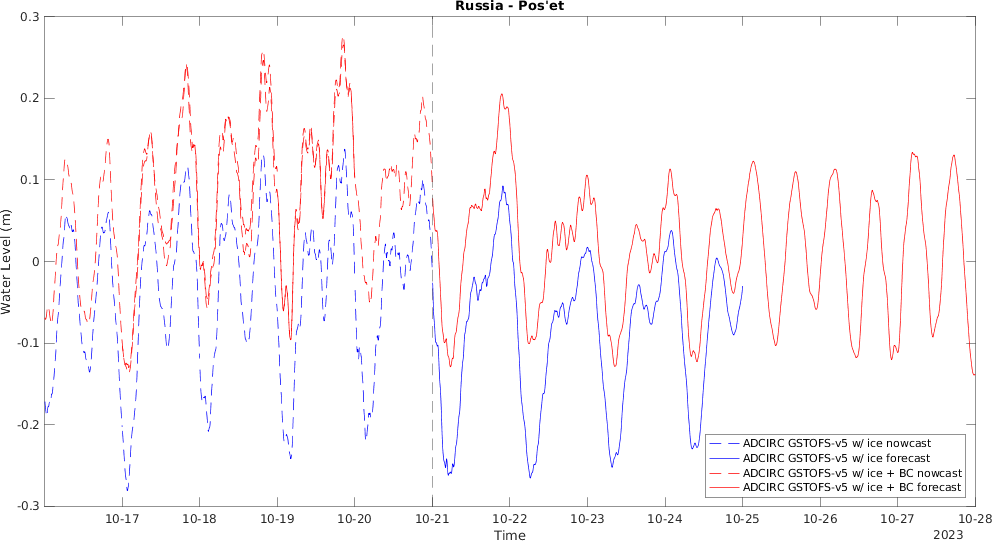 Russia - Pos'et
Water Level (m)
0.3
0.2
0.1
0
-0.1
-0.2
-0.3
ADCIRC GSTOFS-v5 w/ ice nowcast
ADCIRC GSTOFS-v5 w/ ice forecast
ADCIRC GSTOFS-v5 w/ ice + BC nowcast
ADCIRC GSTOFS-v5 w/ ice + BC forecast
10-17 10-18 10-19 10-20 10-21 10-22 10-23 10-24 10-25 10-26 10-27 10-28
Time
2023